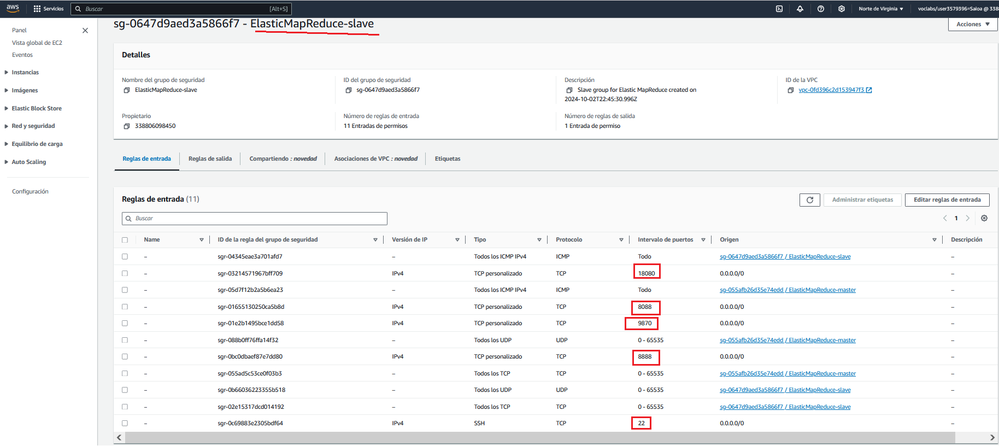 aws Servicios Buscar [Alt+S] Norte de Virginia voclabs/user3579396=Saioa @ 338
Panel
Vista global de EC2
Eventos
Instancias
Imágenes
Elastic Block Store
Red y seguridad
Equilibrio de carga
Auto Scaling
Configuración
sg-0647d9aed3a5866f7 - ElasticMapReduce-slave
Acciones
Detalles
Nombre del grupo de seguridad
ElasticMapReduce-slave
ID del grupo de seguridad
sg-0647d9aed3a5866f7
Descripción
Slave group for Elastic MapReduce created on
2024-10-02T22:45:30.996Z
ID de la VPC
vpc-0fd396c2d153947f3
Propietario
338806098450
Número de reglas de entrada
11 Entradas de permisos
Número de reglas de salida
1 Entrada de permiso
Reglas de entrada Reglas de salida Compartiendo : novedad Asociaciones de VPC : novedad Etiquetas
Reglas de entrada (11)
Administrar etiquetas Editar reglas de entrada
Buscar
1
Name ID de la regla del grupo de seguridad Versión de IP Tipo Protocolo Intervalo de puertos Origen Descripción
– sgr-04345eae3a701afd7 – Todos los ICMP IPv4 ICMP Todo sg-0647d9aed3a5866f7 / ElasticMapReduce-slave –
– sgr-03214571967bff709 IPv4 TCP personalizado TCP 18080 0.0.0.0/0 –
– sgr-05d7f12b2a5b6ea23 – Todos los ICMP IPv4 ICMP Todo sg-055afb26d35e74edd / ElasticMapReduce-master –
– sgr-01655130250ca5b8d IPv4 TCP personalizado TCP 8088 0.0.0.0/0 –
– sgr-01e2b1495bce1dd58 IPv4 TCP personalizado TCP 9870 0.0.0.0/0 –
– sgr-088b0ff76ffa14f32 – Todos los UDP UDP 0 - 65535 sg-055afb26d35e74edd / ElasticMapReduce-master –
– sgr-0bc0dbaef87e7dd80 IPv4 TCP personalizado TCP 8888 0.0.0.0/0 –
– sgr-055ad5c53ce0f03b3 – Todos los TCP TCP 0 - 65535 sg-055afb26d35e74edd / ElasticMapReduce-master –
– sgr-0b66036223355b518 – Todos los UDP UDP 0 - 65535 sg-0647d9aed3a5866f7 / ElasticMapReduce-slave –
– sgr-02e15317dcd014192 – Todos los TCP TCP 0 - 65535 sg-0647d9aed3a5866f7 / ElasticMapReduce-slave –
– sgr-0c69883e2305bdf64 IPv4 SSH TCP 22 0.0.0.0/0 –